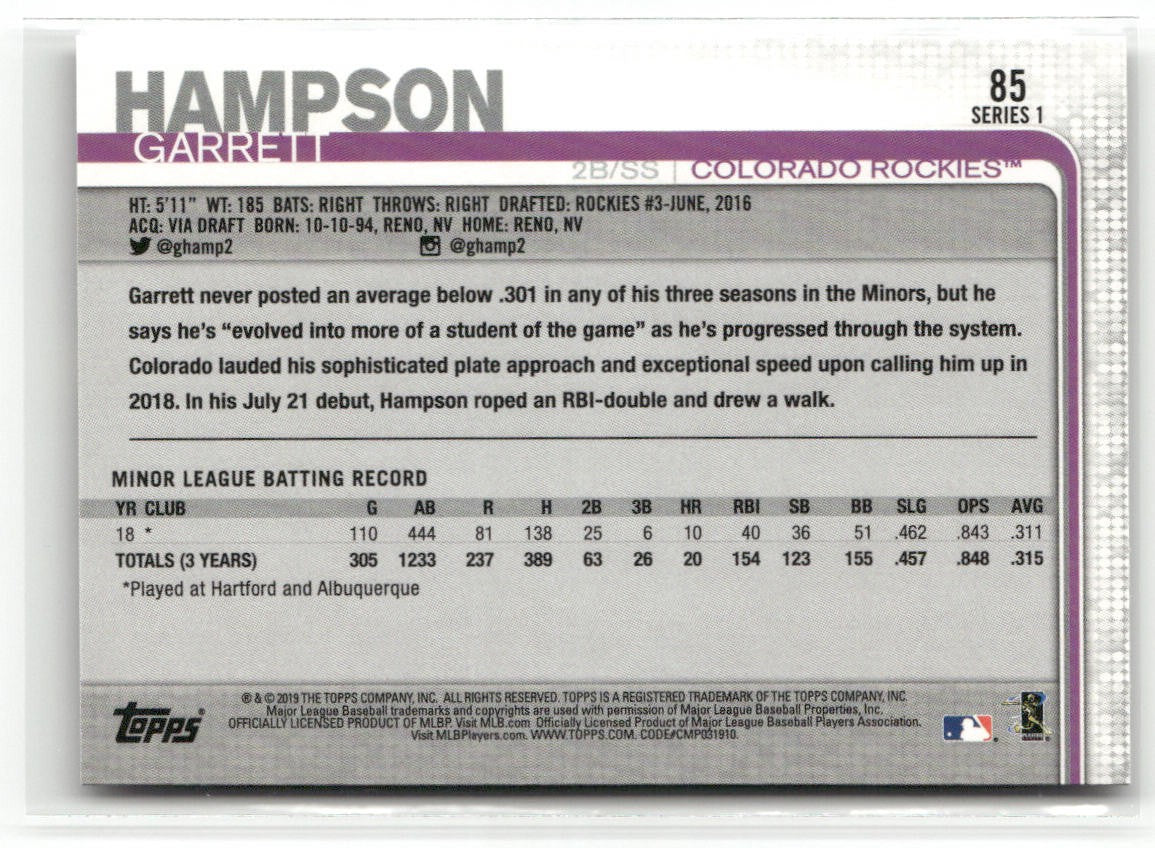 HAMPSON
GARRETT
85
SERIES 1
2B/SS | COLORADO ROCKIES™
HT: 5'11" WT: 185 BATS: RIGHT THROWS: RIGHT DRAFTED: ROCKIES #3-JUNE, 2016
ACQ: VIA DRAFT BORN: 10-10-94, RENO, NV HOME: RENO, NV
@ghamp2 @ghamp2
Garrett never posted an average below .301 in any of his three seasons in the Minors, but he
says he's “evolved into more of a student of the game” as he's progressed through the system.
Colorado lauded his sophisticated plate approach and exceptional speed upon calling him up in
2018. In his July 21 debut, Hampson roped an RBI-double and drew a walk.
MINOR LEAGUE BATTING RECORD
YR CLUB G AB R H 2B 3B HR RBI SB BB SLG OPS AVG
18 * 110 444 81 138 25 6 10 40 36 51 .462 .843 .311
TOTALS (3 YEARS) 305 1233 237 389 63 26 20 154 123 155 .457 .848 .315
*Played at Hartford and Albuquerque
Topps®
® & © 2019 THE TOPPS COMPANY, INC. ALL RIGHTS RESERVED. TOPPS IS A REGISTERED TRADEMARK OF THE TOPPS COMPANY, INC.
Major League Baseball trademarks and copyrights are used with permission of Major League Baseball Properties, Inc.
OFFICIALLY LICENSED PRODUCT OF MLBP. Visit MLB.com Officially Licensed Product of Major League Baseball Players Association.
Visit MLBPlayers.com. WWW.TOPPS.COM. CODE#CMP031910.